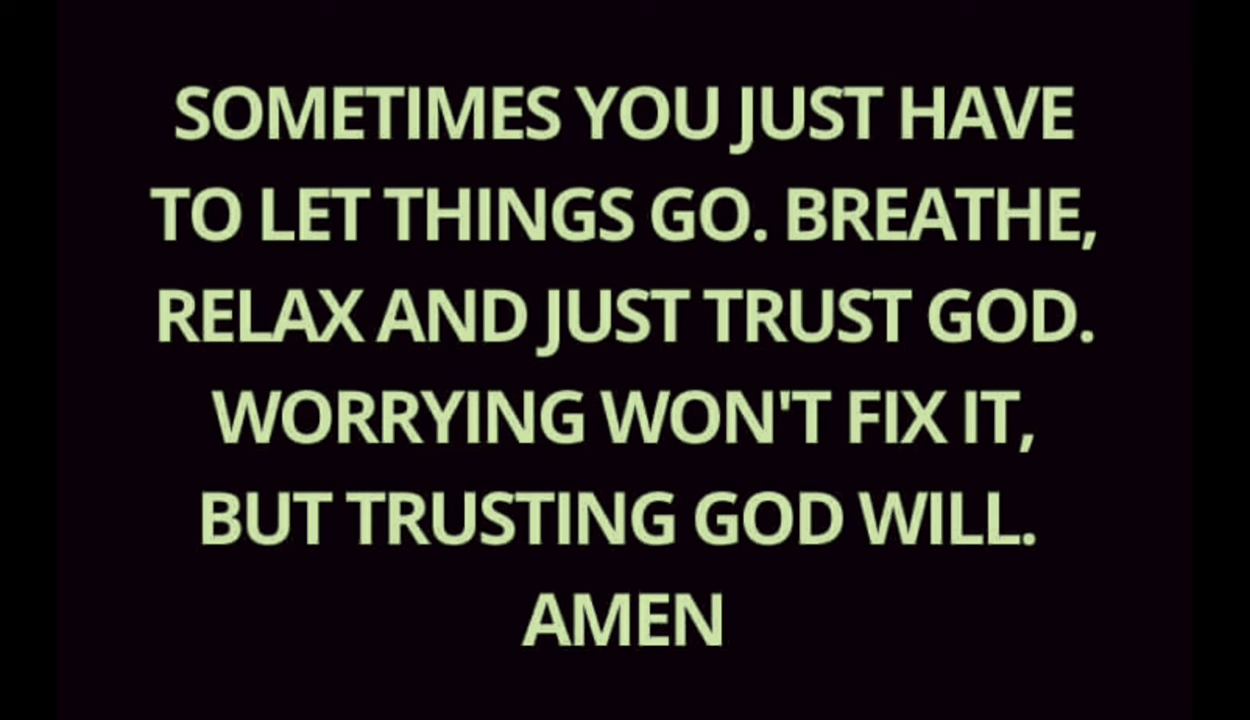 SOMETIMES YOU JUST HAVE
TO LET THINGS GO. BREATHE,
RELAX AND JUST TRUST GOD.
WORRYING WON'T FIX IT,
BUT TRUSTING GOD WILL.
AMEN